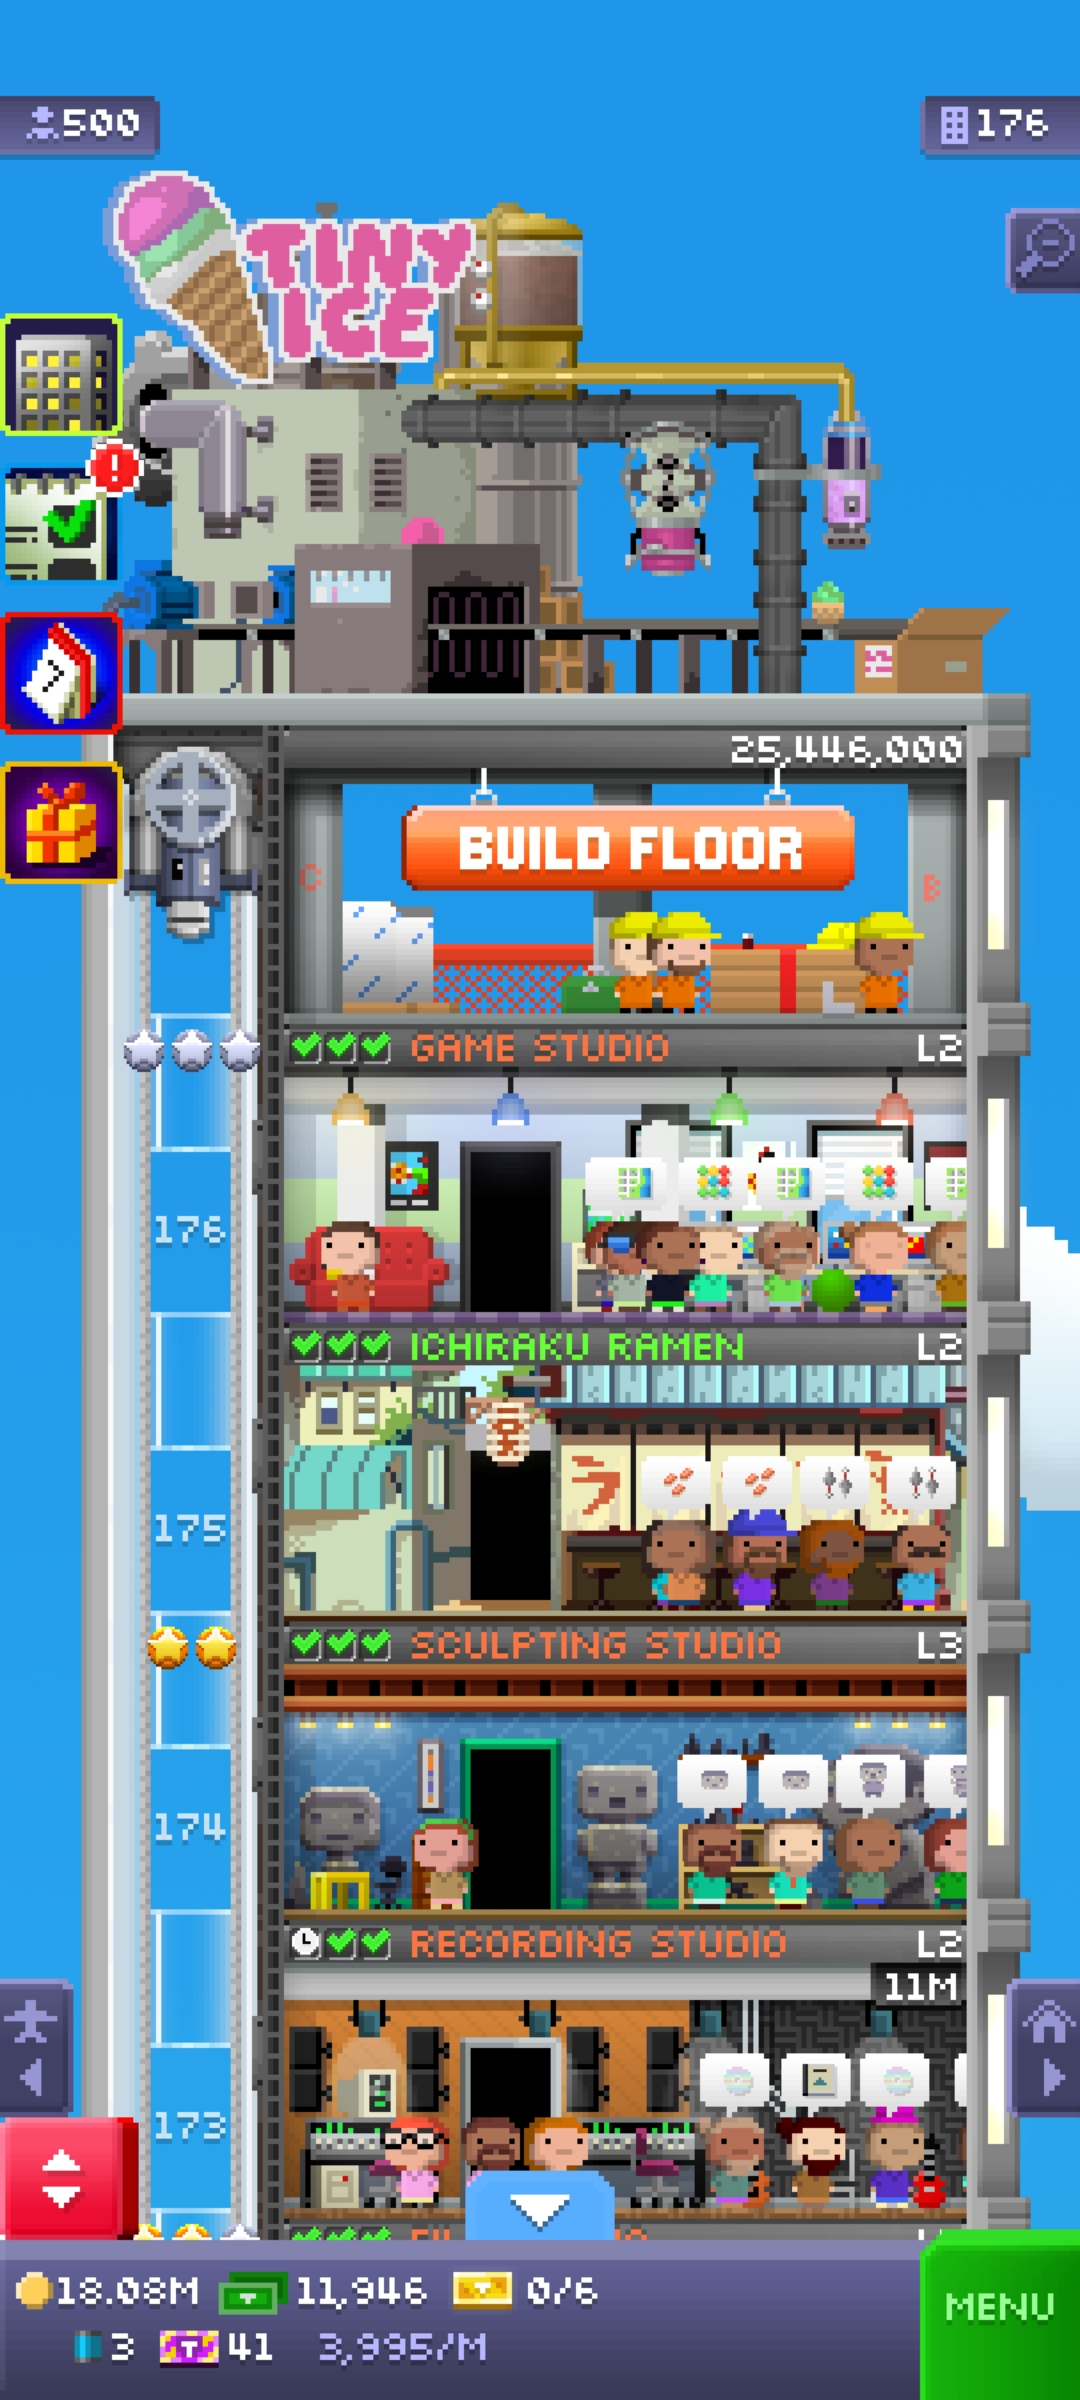 500
176
TINY
ICE
25,446,000
BUILD FLOOR
C
B
GAME STUDIO L2
176
ICHIRAKU RAMEN L2
175
SCULPTING STUDIO L3
174
RECORDING STUDIO L2
11M
173
18.08M 11,946 0/6
3 T 41 3,995/M
MENU